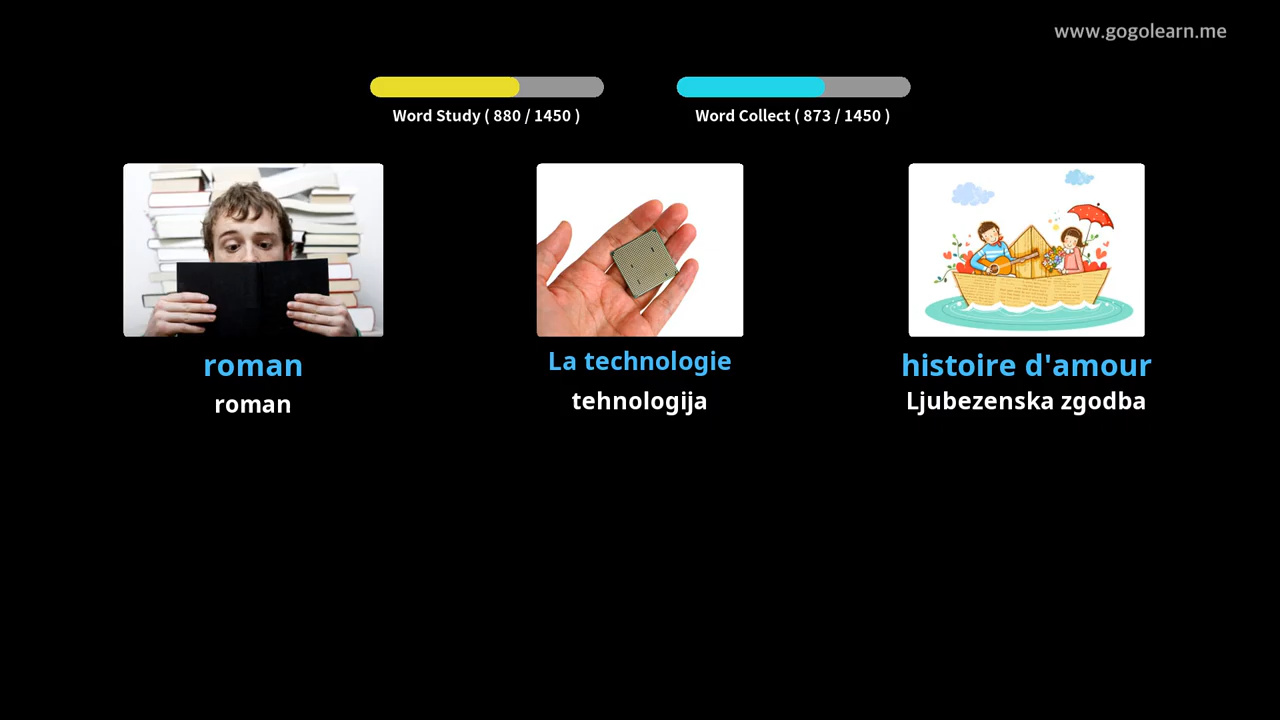 www.gogolearn.me
Word Study ( 880 / 1450 )
Word Collect ( 873 / 1450 )
roman
La technologie
histoire d'amour
roman
tehnologija
Ljubezenska zgodba